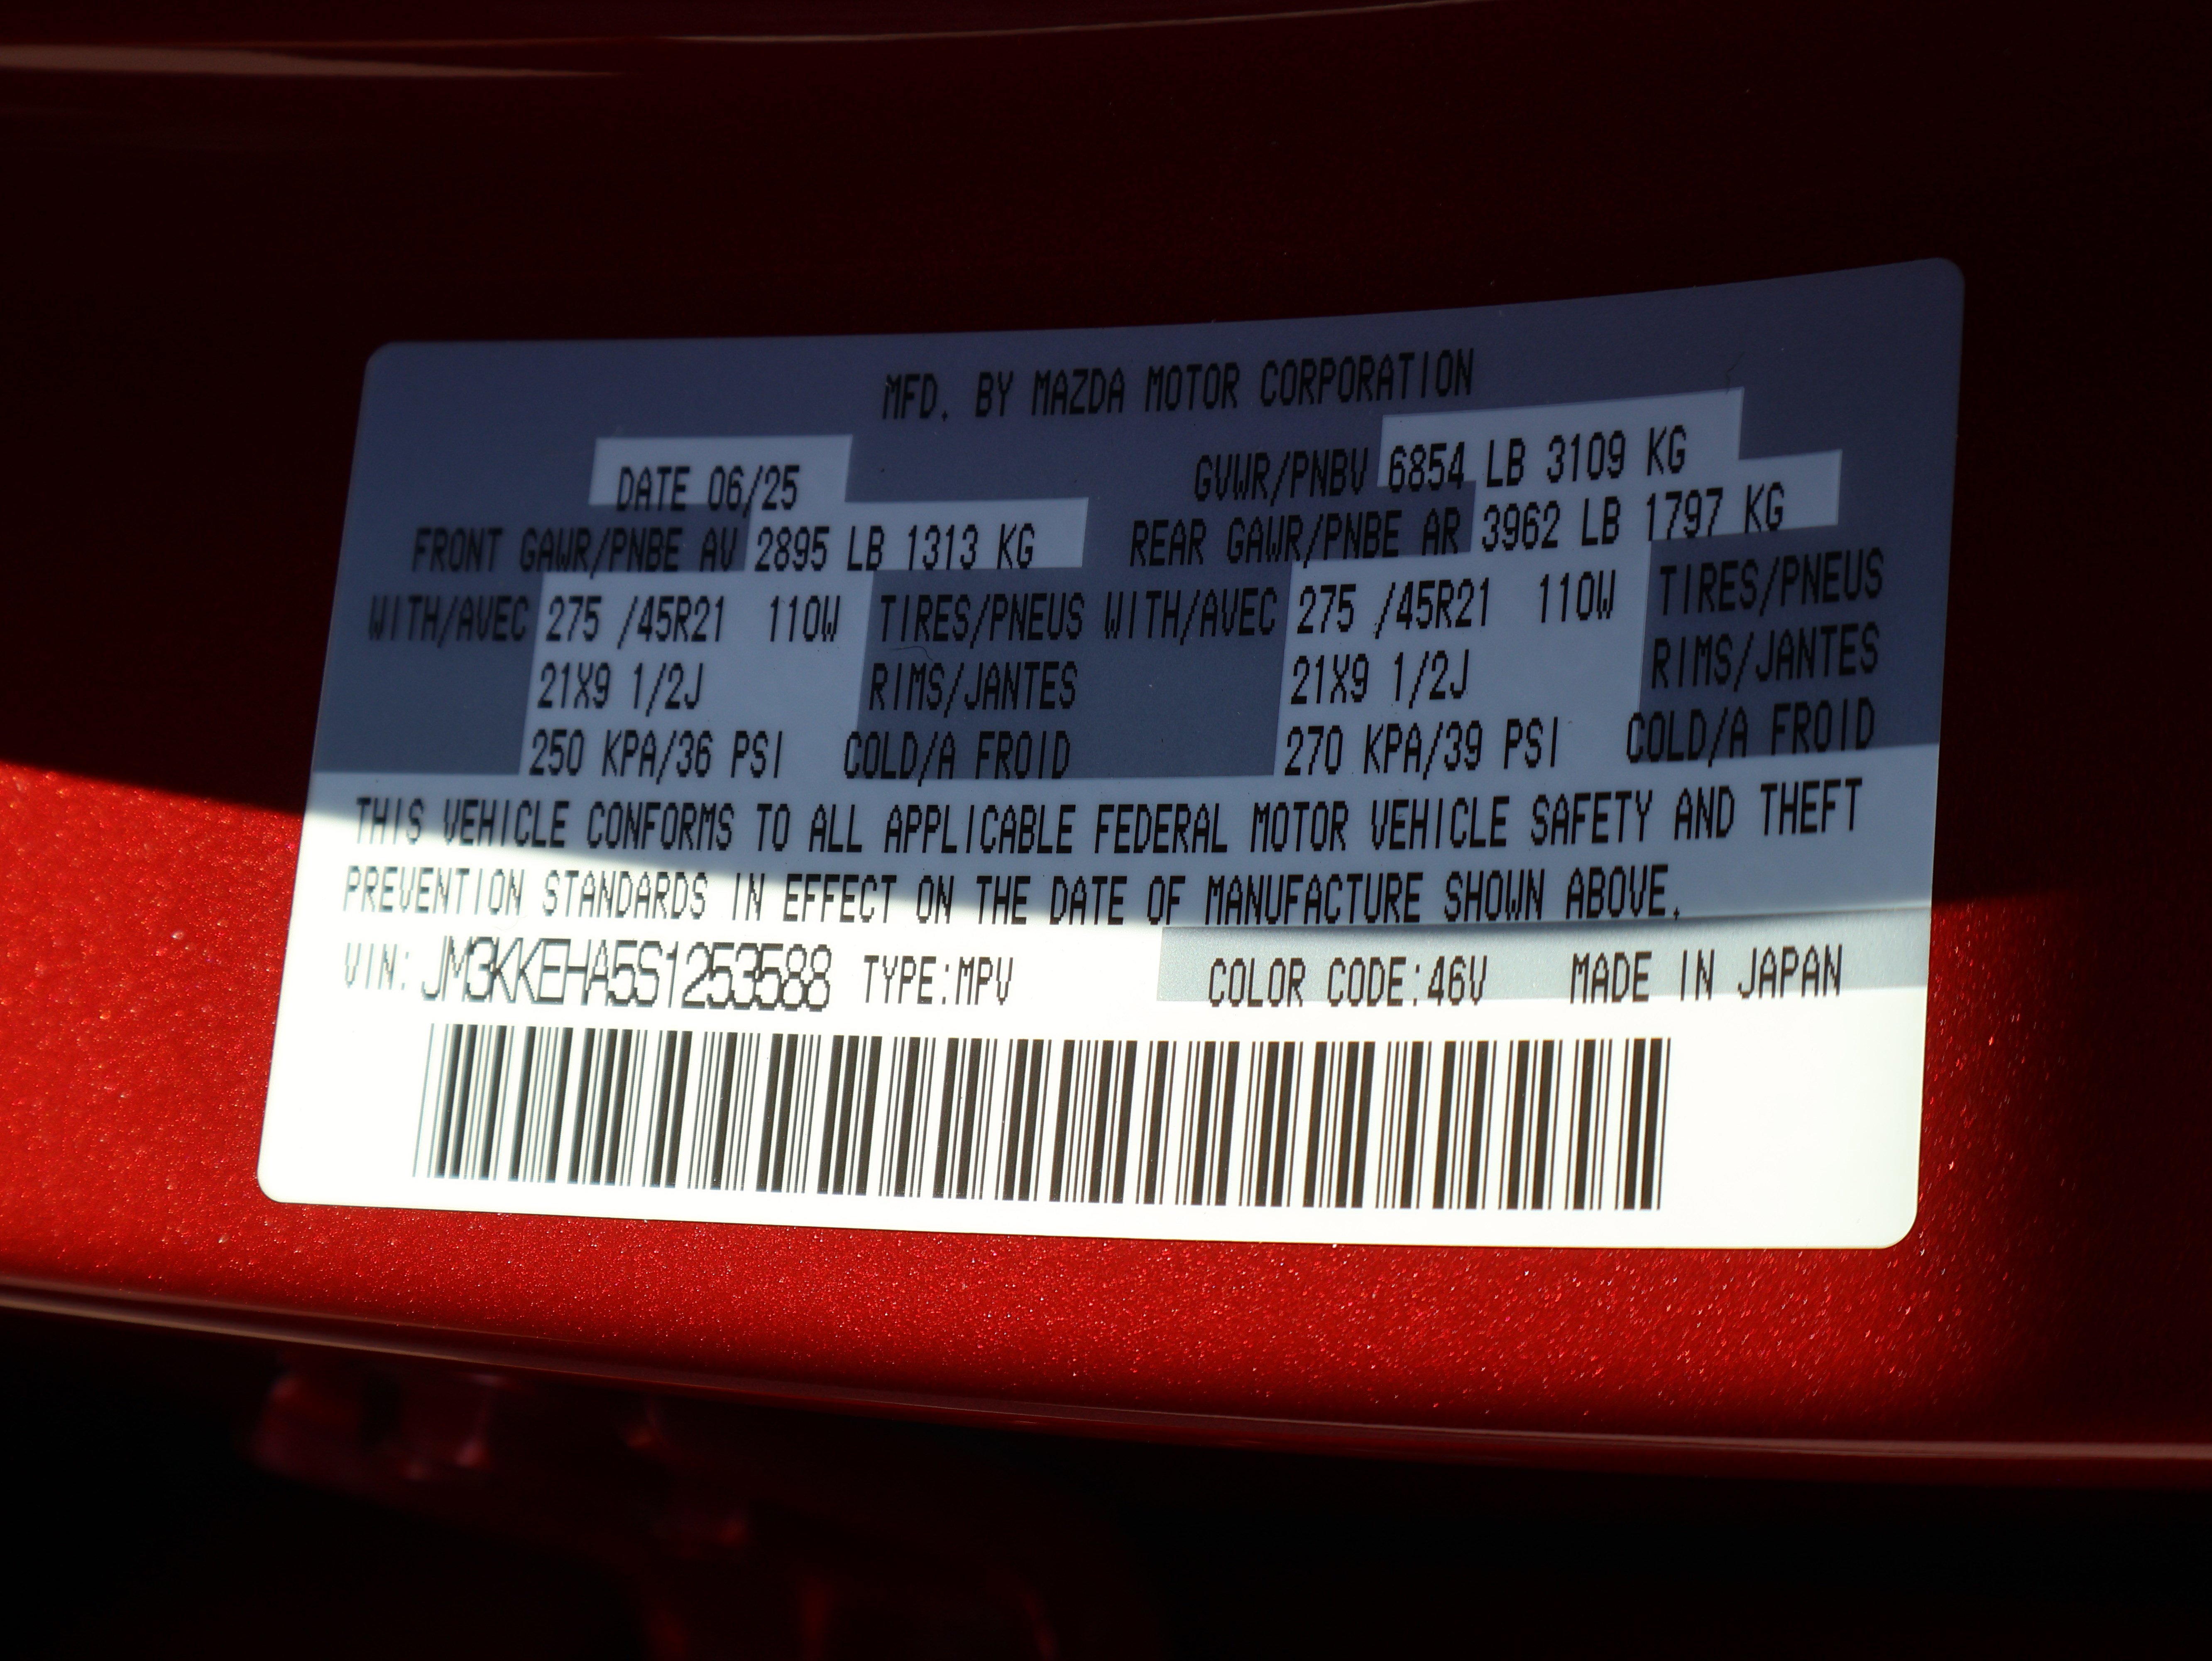 MFD. BY MAZDA MOTOR CORPORATION
DATE 06/25 GVWR/PNBV 6854 LB 3109 KG
FRONT GAWR/PNBE AV 2895 LB 1313 KG REAR GAWR/PNBE AR 3962 LB 1797 KG
WITH/AVEC 275 /45R21 110W TIRES/PNEUS WITH/AVEC 275 /45R21 110W TIRES/PNEUS
21X9 1/2J RIMS/JANTES 21X9 1/2J RIMS/JANTES
250 KPA/36 PSI COLD/A FROID 270 KPA/39 PSI COLD/A FROID
THIS VEHICLE CONFORMS TO ALL APPLICABLE FEDERAL MOTOR VEHICLE SAFETY AND THEFT
PREVENTION STANDARDS IN EFFECT ON THE DATE OF MANUFACTURE SHOWN ABOVE.
VIN: JM3KKEHA5S1253588 TYPE:MPV COLOR CODE:46V MADE IN JAPAN